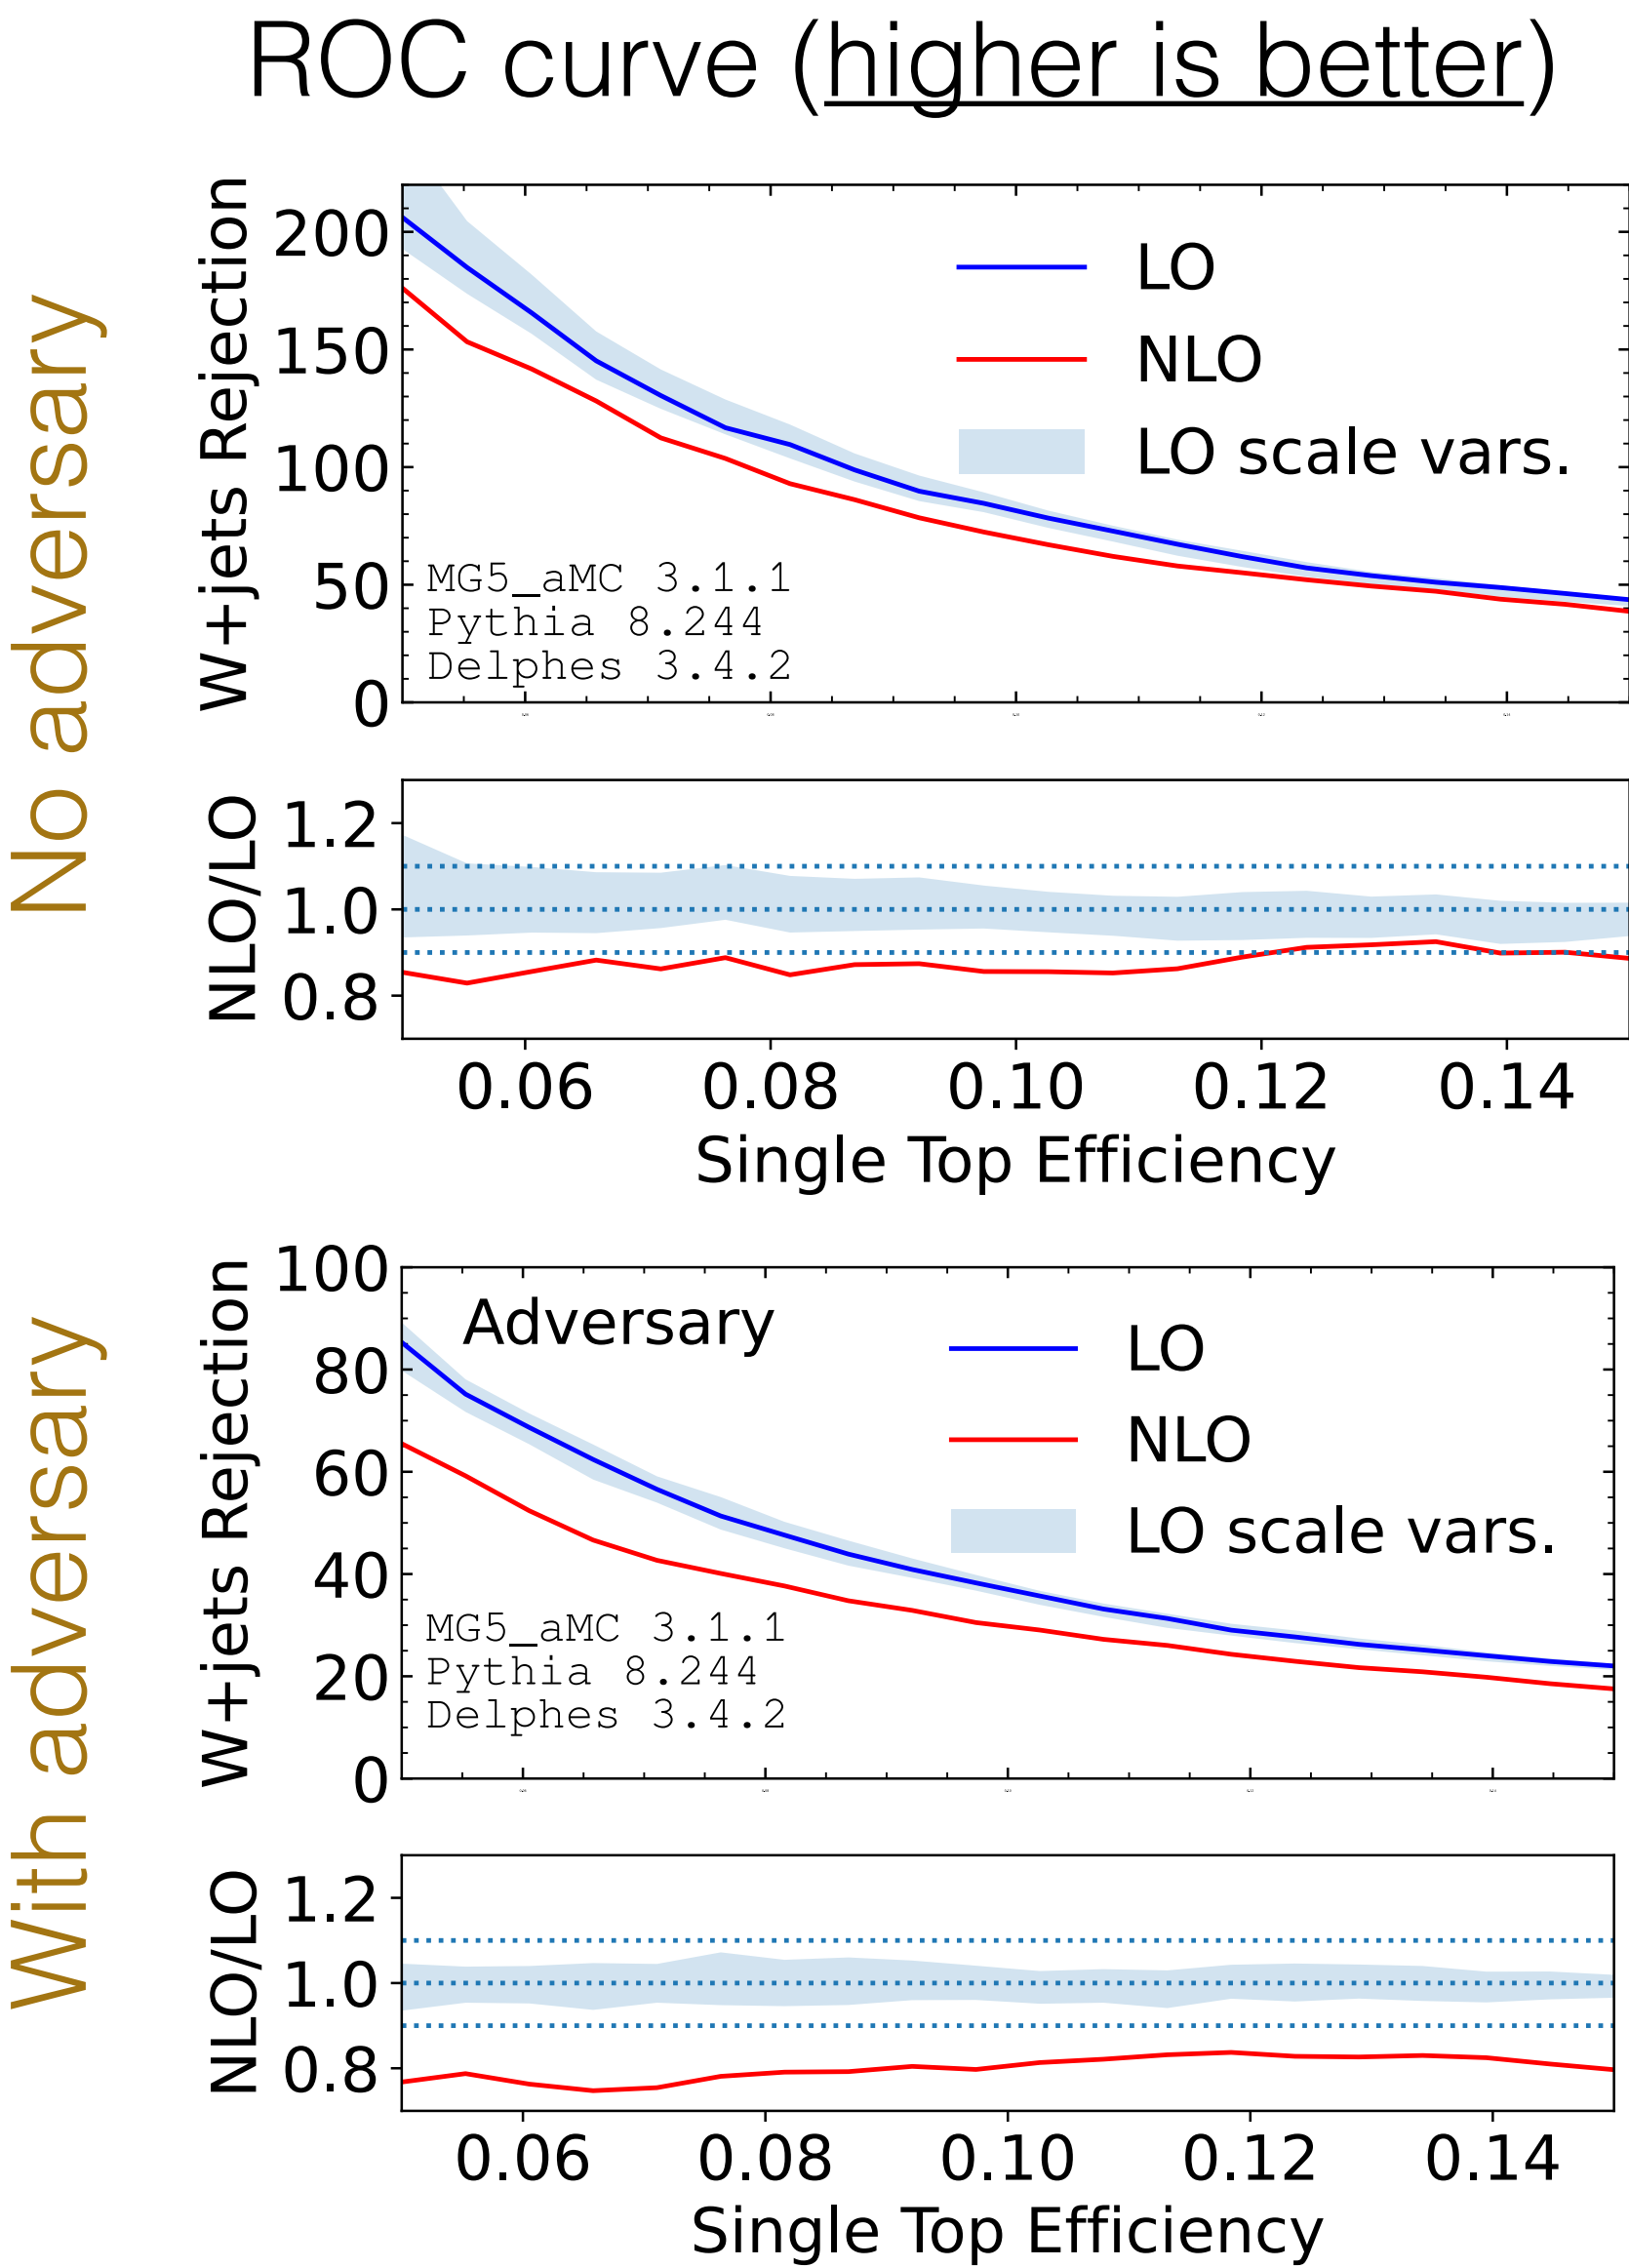 ROC curve (higher is better)
No adversary
W+jets Rejection
200
150
100
50
0
LO
NLO
LO scale vars.
MG5_aMC 3.1.1
Pythia 8.244
Delphes 3.4.2
NLO/LO
1.2
1.0
0.8
0.06 0.08 0.10 0.12 0.14
Single Top Efficiency
With adversary
W+jets Rejection
100
80
60
40
20
0
Adversary
LO
NLO
LO scale vars.
MG5_aMC 3.1.1
Pythia 8.244
Delphes 3.4.2
NLO/LO
1.2
1.0
0.8
0.06 0.08 0.10 0.12 0.14
Single Top Efficiency